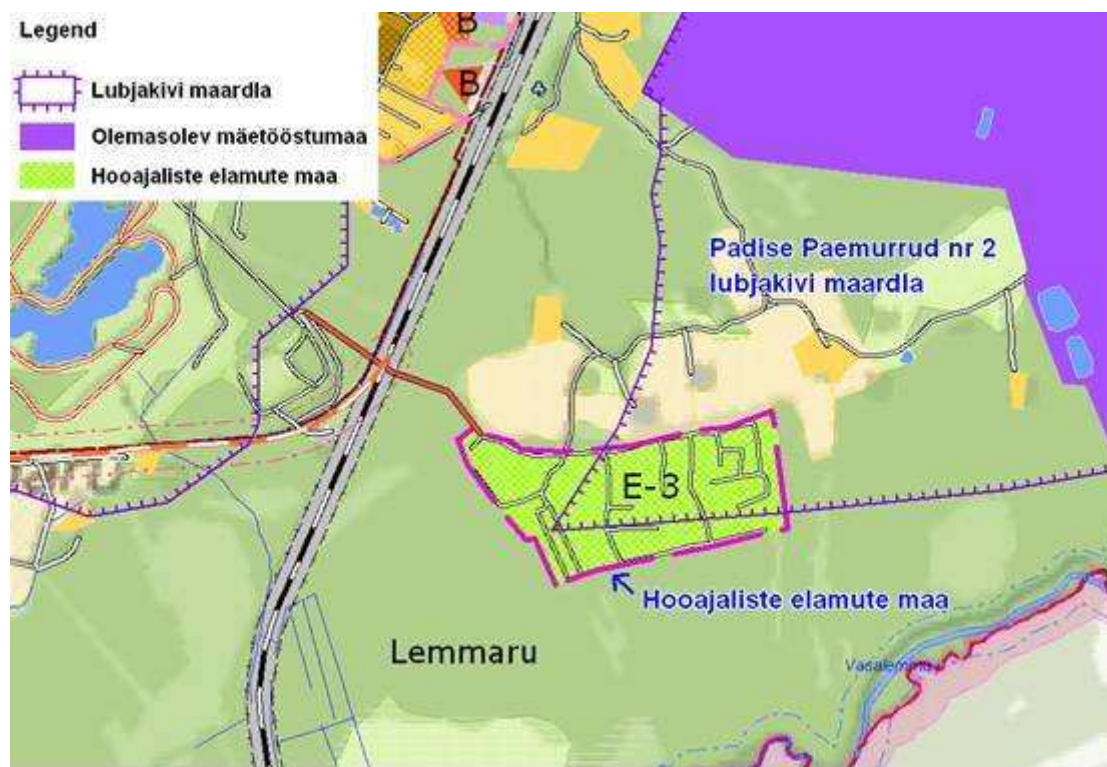 Legend
Lubjakivi maardla
Olemasolev mäetööstumaa
Hooajaliste elamute maa
B
B
Padise Paemurrud nr 2
lubjakivi maardla
E-3
Hooajaliste elamute maa
Lemmaru